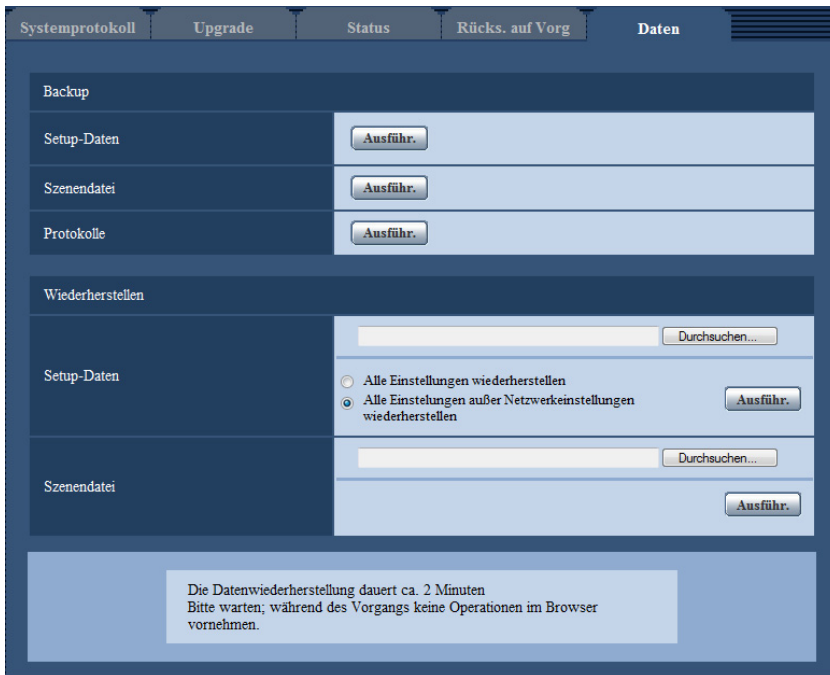 Systemprotokoll
Upgrade
Status
Rücks. auf Vorg
Daten
Backup
Setup-Daten
Ausführ.
Szenendatei
Ausführ.
Protokolle
Ausführ.
Wiederherstellen
Setup-Daten
Durchsuchen...
Alle Einstellungen wiederherstellen
Alle Einstelungen außer Netzwerkeinstellungen
wiederherstellen
Ausführ.
Szenendatei
Durchsuchen...
Ausführ.
Die Datenwiederherstellung dauert ca. 2 Minuten
Bitte warten; während des Vorgangs keine Operationen im Browser
vornehmen.